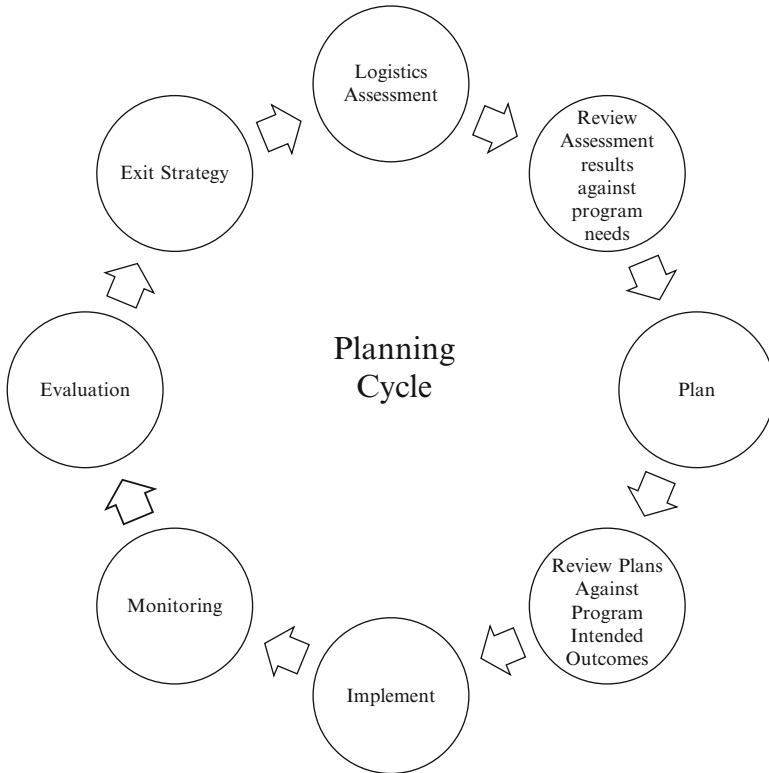 Logistics
Assessment
Review
Assessment
results
against
program
needs
Plan
Review Plans
Against
Program
Intended
Outcomes
Implement
Monitoring
Evaluation
Exit Strategy
Planning
Cycle